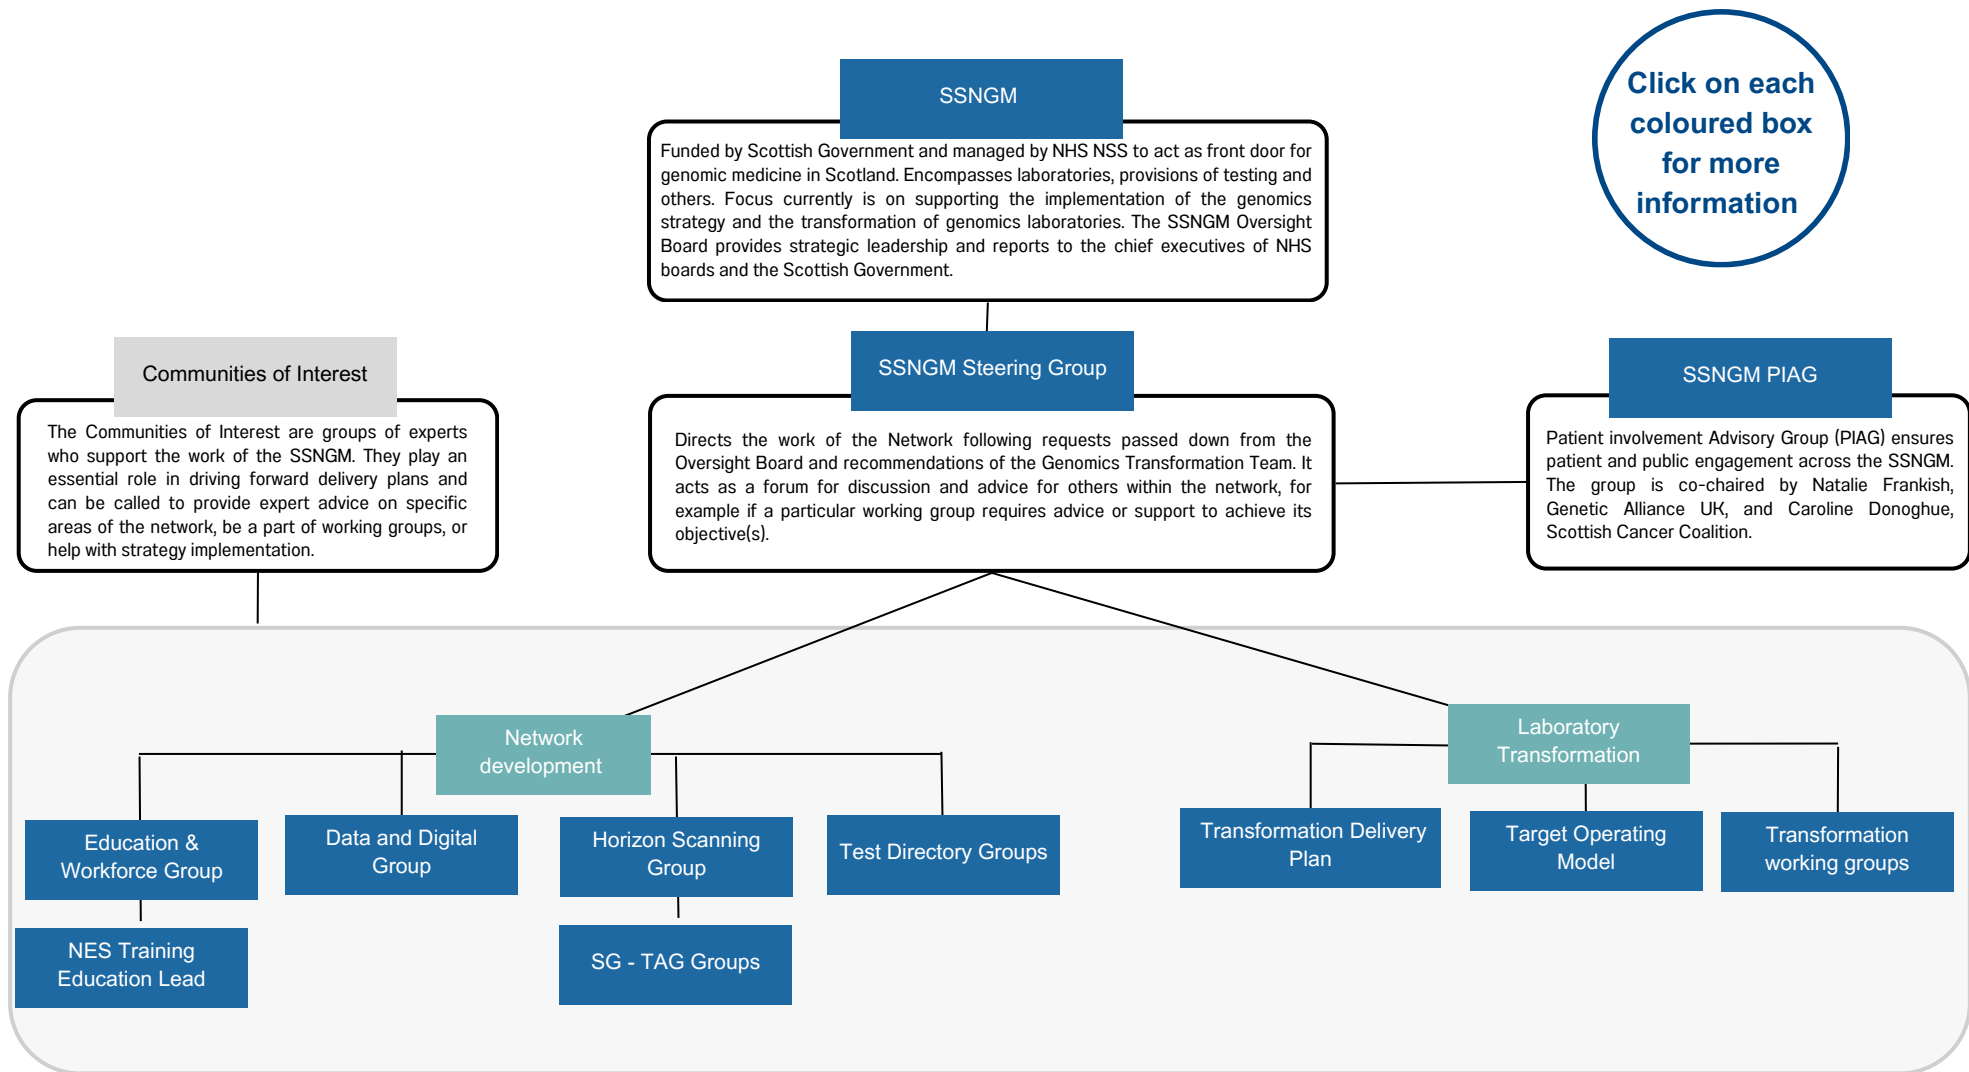 SSNGM
Click on each
coloured box
for more
information
Funded by Scottish Government and managed by NHS NSS to act as front door for
genomic medicine in Scotland. Encompasses laboratories, provisions of testing and
others. Focus currently is on supporting the implementation of the genomics
strategy and the transformation of genomics laboratories. The SSNGM Oversight
Board provides strategic leadership and reports to the chief executives of NHS
boards and the Scottish Government.
Communities of Interest
The Communities of Interest are groups of experts
who support the work of the SSNGM. They play an
essential role in driving forward delivery plans and
can be called to provide expert advice on specific
areas of the network, be a part of working groups, or
help with strategy implementation.
SSNGM Steering Group
Directs the work of the Network following requests passed down from the
Oversight Board and recommendations of the Genomics Transformation Team. It
acts as a forum for discussion and advice for others within the network, for
example if a particular working group requires advice or support to achieve its
objective(s).
SSNGM PIAG
Patient involvement Advisory Group (PIAG) ensures
patient and public engagement across the SSNGM.
The group is co-chaired by Natalie Frankish,
Genetic Alliance UK, and Caroline Donoghue,
Scottish Cancer Coalition.
Network
development
Laboratory
Transformation
Education &
Workforce Group
Data and Digital
Group
Horizon Scanning
Group
Test Directory Groups
Transformation Delivery
Plan
Target Operating
Model
Transformation
working groups
NES Training
Education Lead
SG - TAG Groups